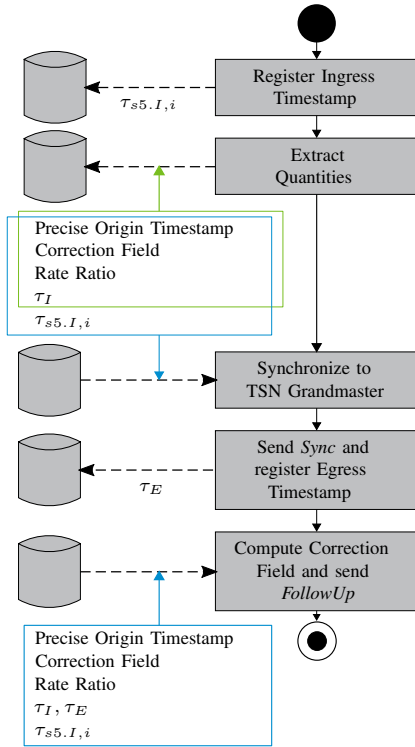 Register Ingress
Timestamp
τs5.I,i
Extract
Quantities
Precise Origin Timestamp
Correction Field
Rate Ratio
τI
τs5.I,i
Synchronize to
TSN Grandmaster
Send Sync and
register Egress
Timestamp
τE
Compute Correction
Field and send
FollowUp
Precise Origin Timestamp
Correction Field
Rate Ratio
τI, τE
τs5.I,i